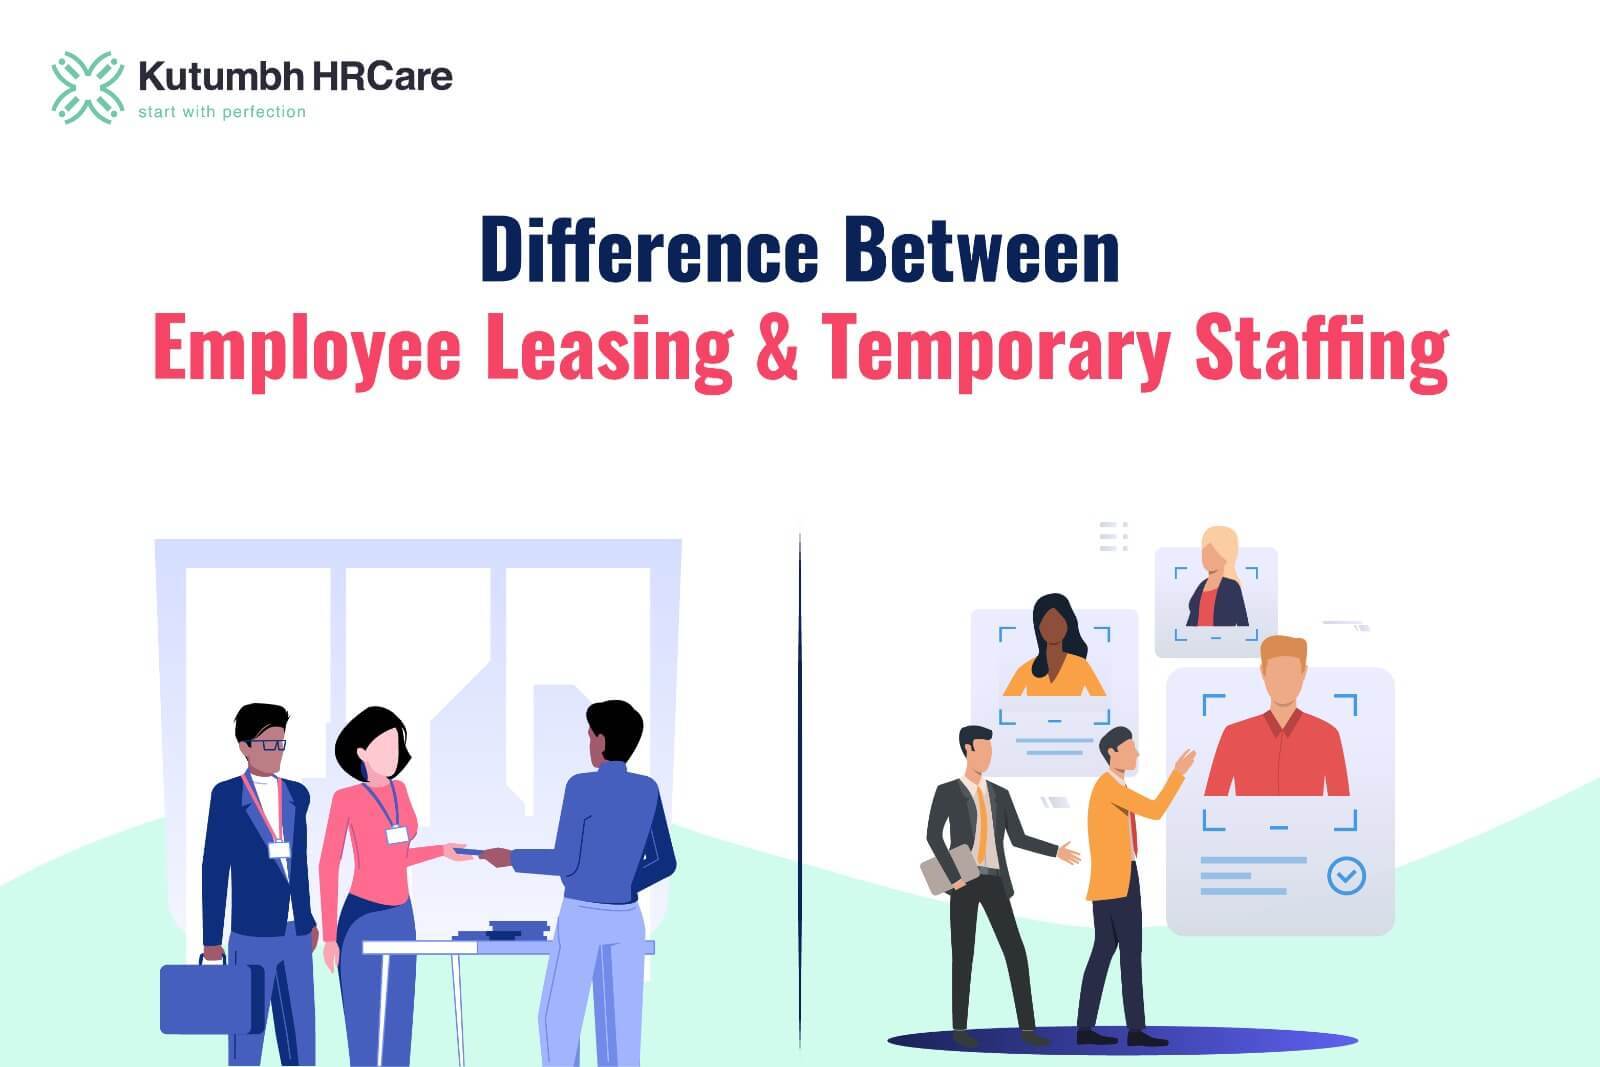 Kutumbh HRCare
start with perfection
Difference Between
Employee Leasing & Temporary Staffing